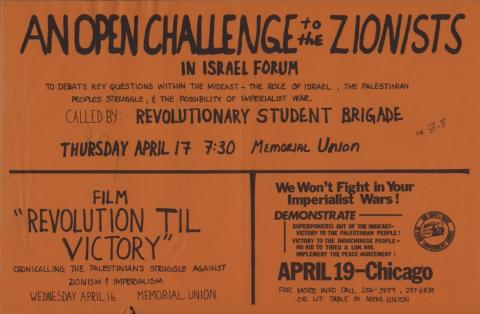 AN OPEN CHALLENGE to the ZIONISTS
IN ISRAEL FORUM
TO DEBATE KEY QUESTIONS WITHIN THE MIDEAST - THE ROLE OF ISRAEL, THE PALESTINIAN
PEOPLES STRUGGLE, & THE POSSIBILITY OF IMPERIALIST WAR.
CALLED BY: REVOLUTIONARY STUDENT BRIGADE
THURSDAY APRIL 17 7:30 MEMORIAL UNION
FILM
"REVOLUTION TIL
VICTORY"
CRONICALLING THE PALESTINIAN'S STRUGGLE AGAINST
ZIONISM & IMPERIALISM.
WEDNESDAY APRIL 16 MEMORIAL UNION
We Won't Fight in Your
Imperialist Wars!
DEMONSTRATE
SUPERPOWERS! OUT OF THE MIDEAST-
VICTORY TO THE PALESTINIAN PEOPLE!
VICTORY TO THE INDOCHINESE PEOPLE-
NO AID TO THIEU & LON NOL
IMPLEMENT THE PEACE AGREEMENT!
APRIL 19-Chicago
FOR MORE INFO CALL
OR LIT. TABLE IN MEM. UNION